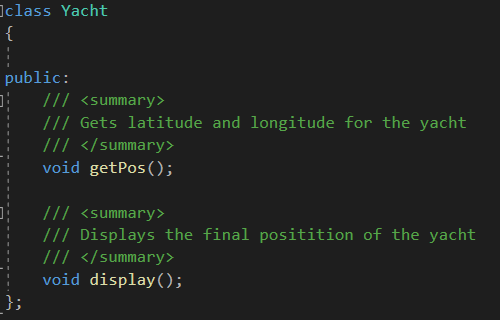 class Yacht
{
public:
/// <summary>
/// Gets latitude and longitude for the yacht
/// </summary>
void getPos();
/// <summary>
/// Displays the final positition of the yacht
/// </summary>
void display();
};